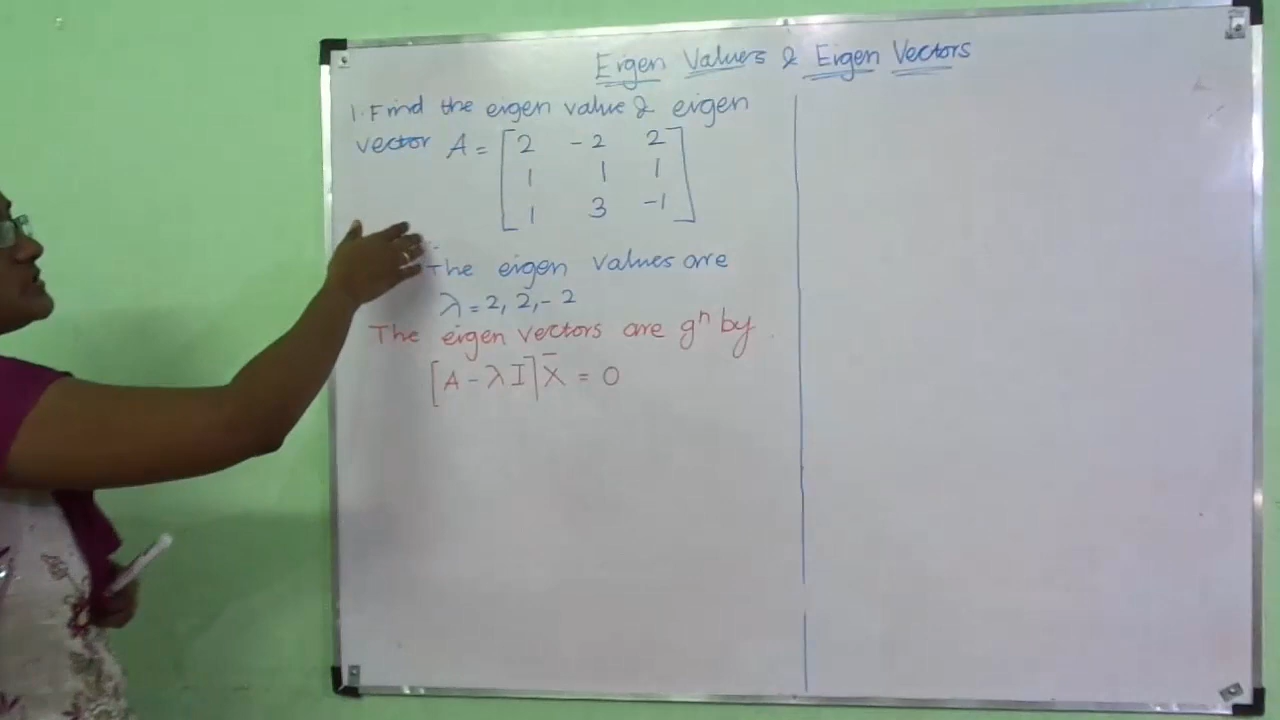 Eigen Values & Eigen Vectors
1. Find the eigen value & eigen
vector A = [2 -2 2
1 1 1
1 3 -1]
The eigen values are
λ = 2, 2, -2
The eigen vectors are gⁿ by.
[A - λI] X̄ = 0